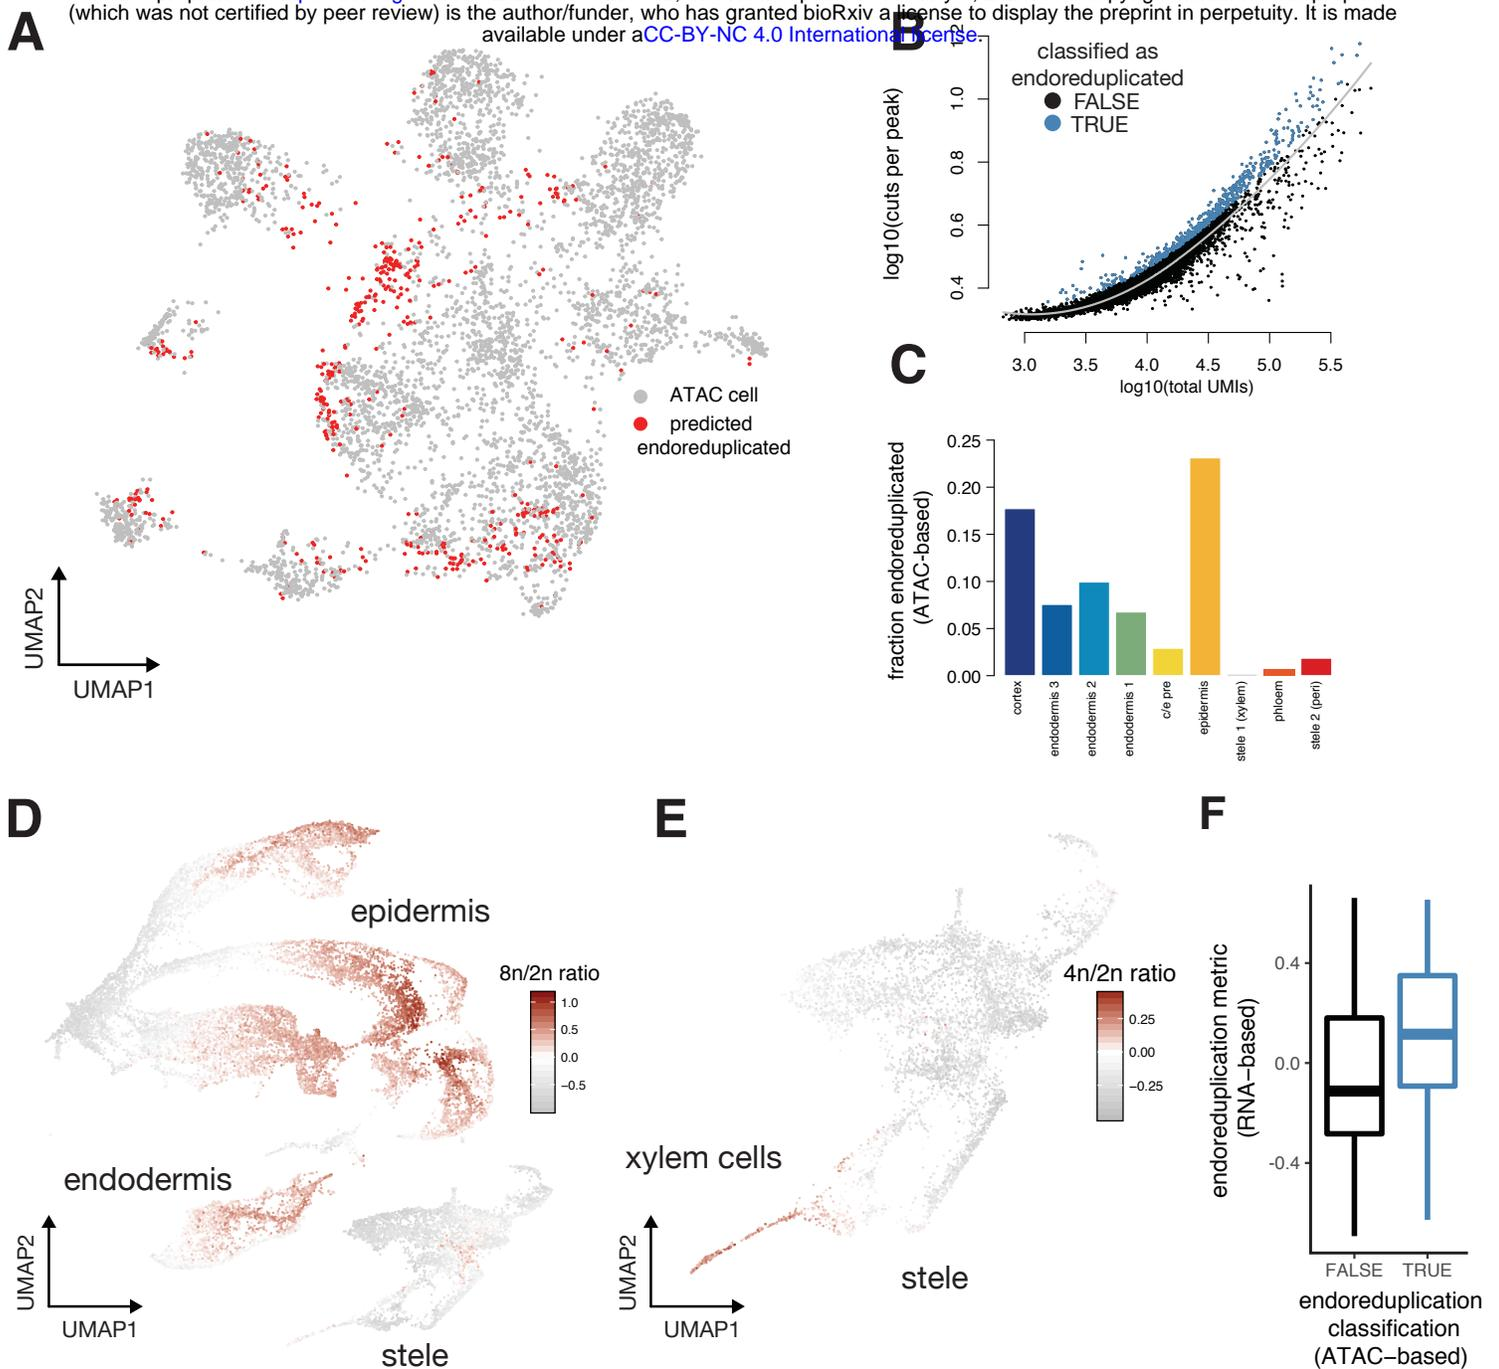 (which was not certified by peer review) is the author/funder, who has granted bioRxiv a license to display the preprint in perpetuity. It is made
available under aCC-BY-NC 4.0 International license.
A
UMAP2
UMAP1
ATAC cell
predicted
endoreduplicated
B
classified as
endoreduplicated
FALSE
TRUE
log10(cuts per peak)
1.2
1.0
0.8
0.6
0.4
3.0 3.5 4.0 4.5 5.0 5.5
log10(total UMIs)
C
fraction endoreduplicated
(ATAC-based)
0.25
0.20
0.15
0.10
0.05
0.00
cortex
endodermis 3
endodermis 2
endodermis 1
c/e pre
epidermis
stele 1 (xylem)
phloem
stele 2 (peri)
D
epidermis
8n/2n ratio
1.0
0.5
0.0
−0.5
endodermis
stele
UMAP2
UMAP1
E
4n/2n ratio
0.25
0.00
−0.25
xylem cells
stele
UMAP2
UMAP1
F
endoreduplication metric
(RNA−based)
0.4
0.0
-0.4
FALSE TRUE
endoreduplication
classification
(ATAC−based)